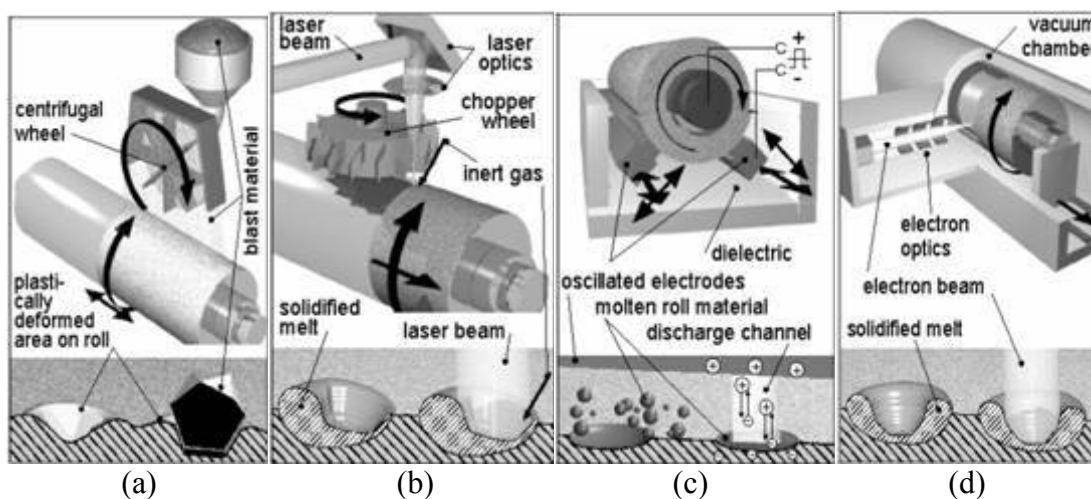 centrifugal
wheel
blast material
plasti-
cally
deformed
area on roll
(a)
laser
beam
laser
optics
chopper
wheel
inert gas
solidified
melt
laser beam
(b)
+
C
C
-
dielectric
oscillated electrodes
molten roll material
discharge channel
+ + +
+
+
-
-
- - -
(c)
vacuum
chamber
electron
optics
electron beam
solidified melt
(d)